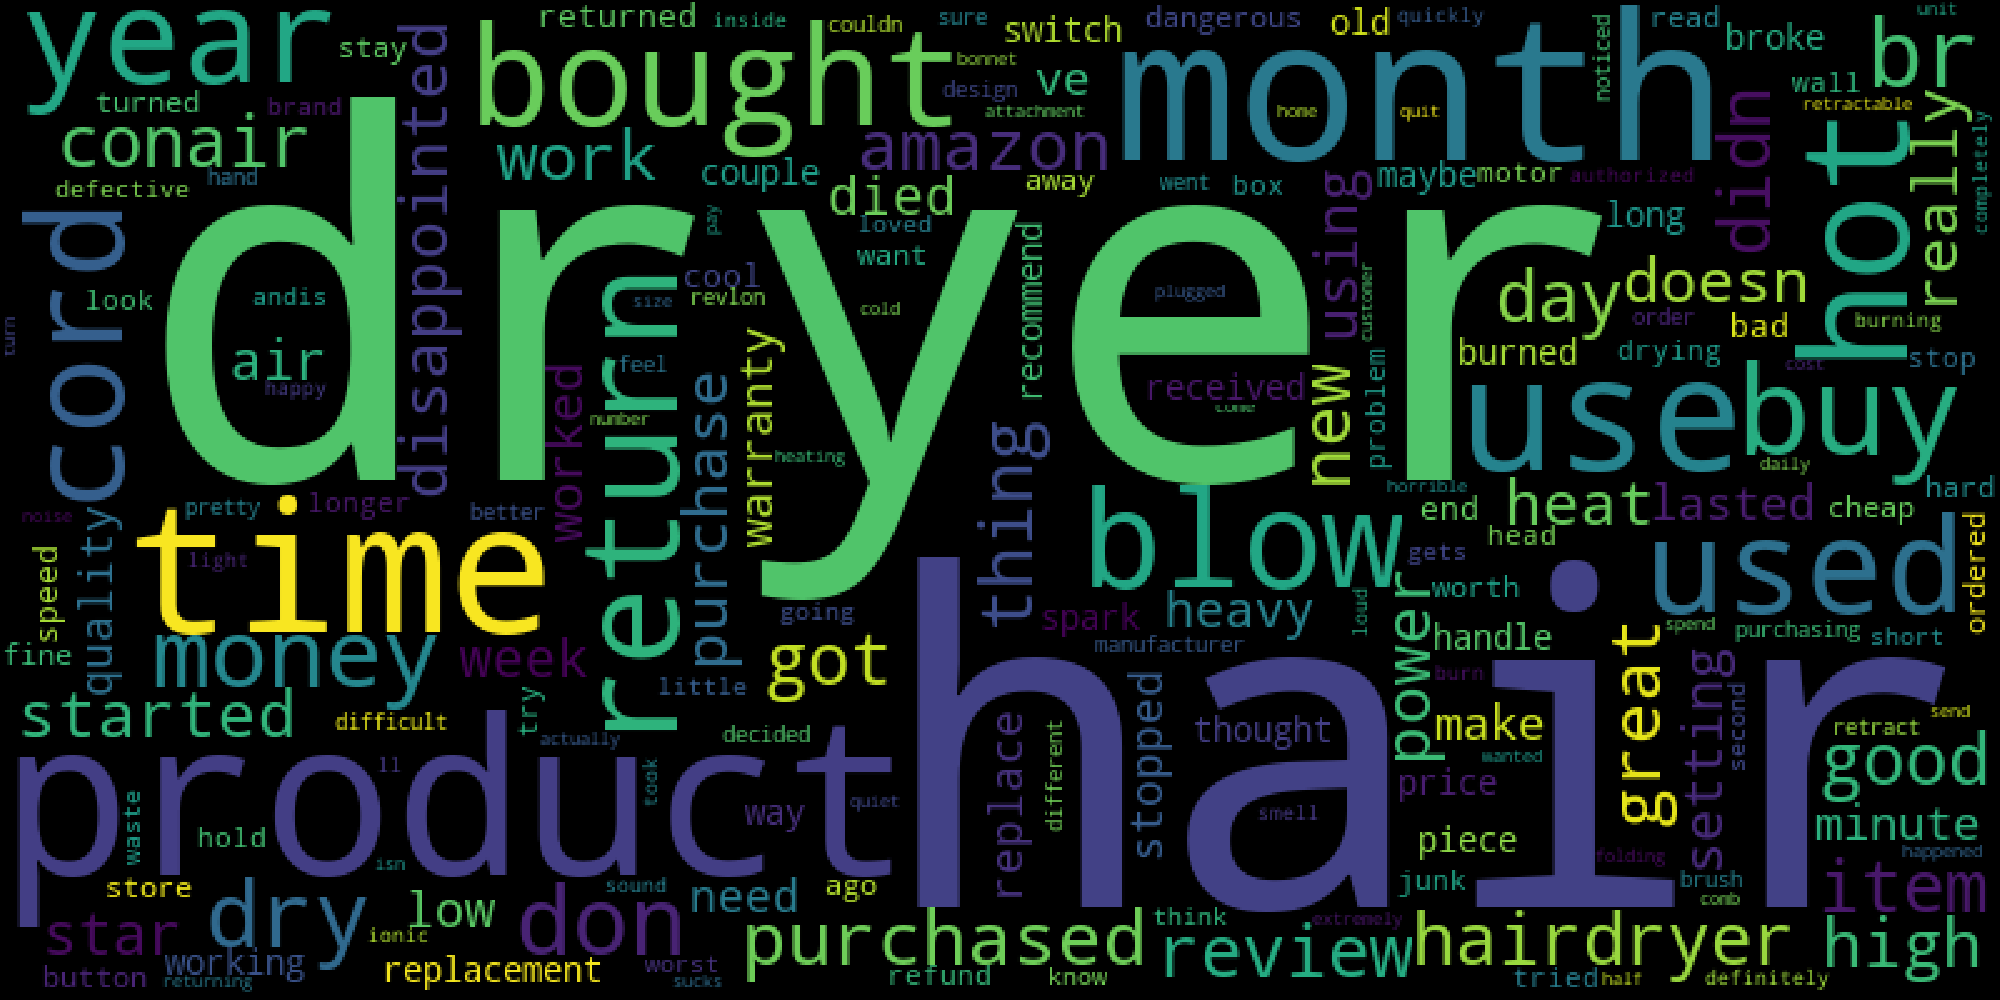 year
stay
disappointed
bought
returned
inside
couldn
sure
switch
dangerous
old
quickly
noticed
read
broke
br
unit
turned
brand
conair
bonnet
design
attachment
ve
month
home
quit
wall
retractable
didn
hot
really
completely
defective
hand
work
couple
amazon
died
away
went
box
using
maybe
motor
authorized
long
cord
look
turn
dryer
andis
air
happy
day
loved
want
cool
revlon
size
cold
recommend
plugged
customer
day
doesn
order
bad
burning
burned
drying
stop
cost
feel
return
worked
number
purchase
warranty
heating
thing
received
come
new
problem
use
buy
daily
horrible
noise
pretty
longer
better
time
light
quality
speed
fine
blow
end
heat
lasted
cheap
hard
head
gets
worth
used
ordered
going
spark
heavy
loud
manufacturer
power
handle
spend
purchasing
short
money
week
got
little
try
started
difficult
actually
decided
hair
replace
different
stopped
thought
smell
burn
make
wanted
price
great
setting
second
send
retract
good
product
ll
took
way
quiet
waste
hold
isn
piece
folding
minute
happened
junk
brush
comb
item
store
star
dry
low
ionic
don
sound
need
ago
purchased
think
extremely
review
hairdryer
high
button
working
returning
replacement
worst
sucks
refund
know
tried
half
definitely